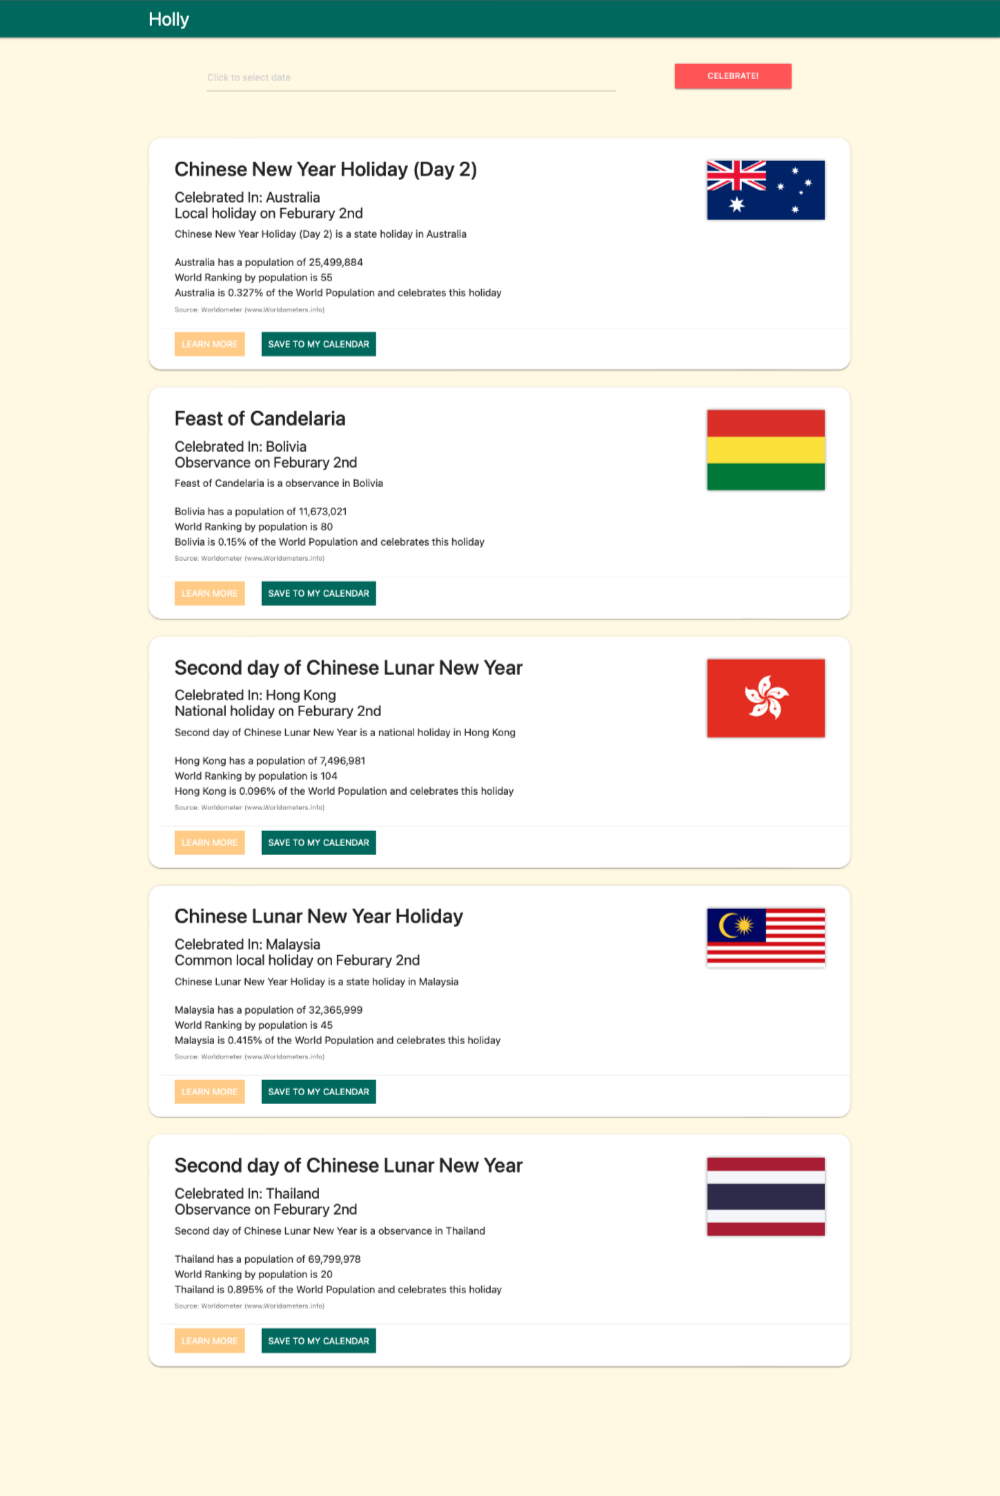 Holly
Click to select date
CELEBRATE!
Chinese New Year Holiday (Day 2)
Celebrated In: Australia
Local holiday on Feburary 2nd
Chinese New Year Holiday (Day 2) is a state holiday in Australia
Australia has a population of 25,499,884
World Ranking by population is 55
Australia is 0.327% of the World Population and celebrates this holiday
Source: Worldometer (www.Worldometers.info)
LEARN MORE
SAVE TO MY CALENDAR
Feast of Candelaria
Celebrated In: Bolivia
Observance on Feburary 2nd
Feast of Candelaria is a observance in Bolivia
Bolivia has a population of 11,673,021
World Ranking by population is 80
Bolivia is 0.15% of the World Population and celebrates this holiday
Source: Worldometer (www.Worldometers.info)
LEARN MORE
SAVE TO MY CALENDAR
Second day of Chinese Lunar New Year
Celebrated In: Hong Kong
National holiday on Feburary 2nd
Second day of Chinese Lunar New Year is a national holiday in Hong Kong
Hong Kong has a population of 7,496,981
World Ranking by population is 104
Hong Kong is 0.096% of the World Population and celebrates this holiday
Source: Worldometer (www.Worldometers.info)
LEARN MORE
SAVE TO MY CALENDAR
Chinese Lunar New Year Holiday
Celebrated In: Malaysia
Common local holiday on Feburary 2nd
Chinese Lunar New Year Holiday is a state holiday in Malaysia
Malaysia has a population of 32,365,999
World Ranking by population is 45
Malaysia is 0.415% of the World Population and celebrates this holiday
Source: Worldometer (www.Worldometers.info)
LEARN MORE
SAVE TO MY CALENDAR
Second day of Chinese Lunar New Year
Celebrated In: Thailand
Observance on Feburary 2nd
Second day of Chinese Lunar New Year is a observance in Thailand
Thailand has a population of 69,799,978
World Ranking by population is 20
Thailand is 0.895% of the World Population and celebrates this holiday
Source: Worldometer (www.Worldometers.info)
LEARN MORE
SAVE TO MY CALENDAR